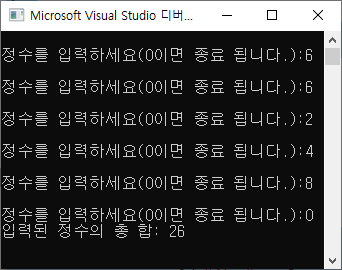 Microsoft Visual Studio 디버
정수를 입력하세요(0이면 종료 됩니다.):6
정수를 입력하세요(0이면 종료 됩니다.):6
정수를 입력하세요(0이면 종료 됩니다.):2
정수를 입력하세요(0이면 종료 됩니다.):4
정수를 입력하세요(0이면 종료 됩니다.):8
정수를 입력하세요(0이면 종료 됩니다.):0
입력된 정수의 총 합: 26